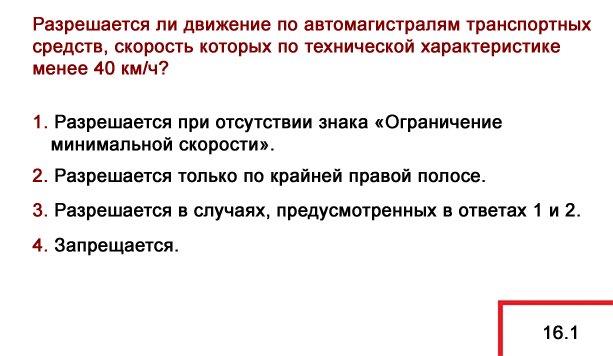 Разрешается ли движение по автомагистралям транспортных
средств, скорость которых по технической характеристике
менее 40 км/ч?
1. Разрешается при отсутствии знака «Ограничение
минимальной скорости».
2. Разрешается только по крайней правой полосе.
3. Разрешается в случаях, предусмотренных в ответах 1 и 2.
4. Запрещается.
16.1